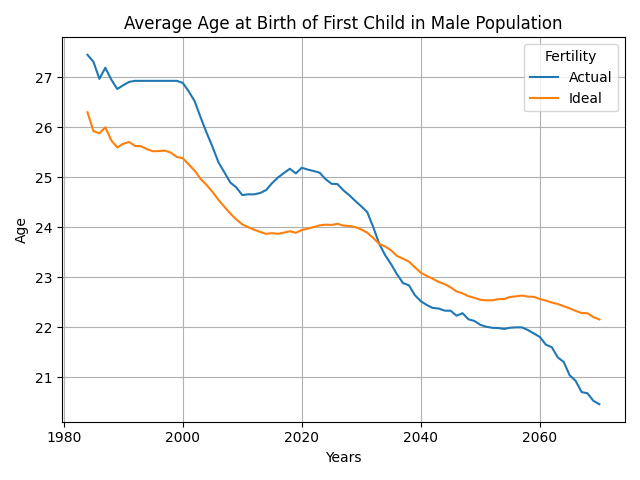 Average Age at Birth of First Child in Male Population
Fertility
Actual
Ideal
Age
27
26
25
24
23
22
21
1980
2000
2020
2040
2060
Years